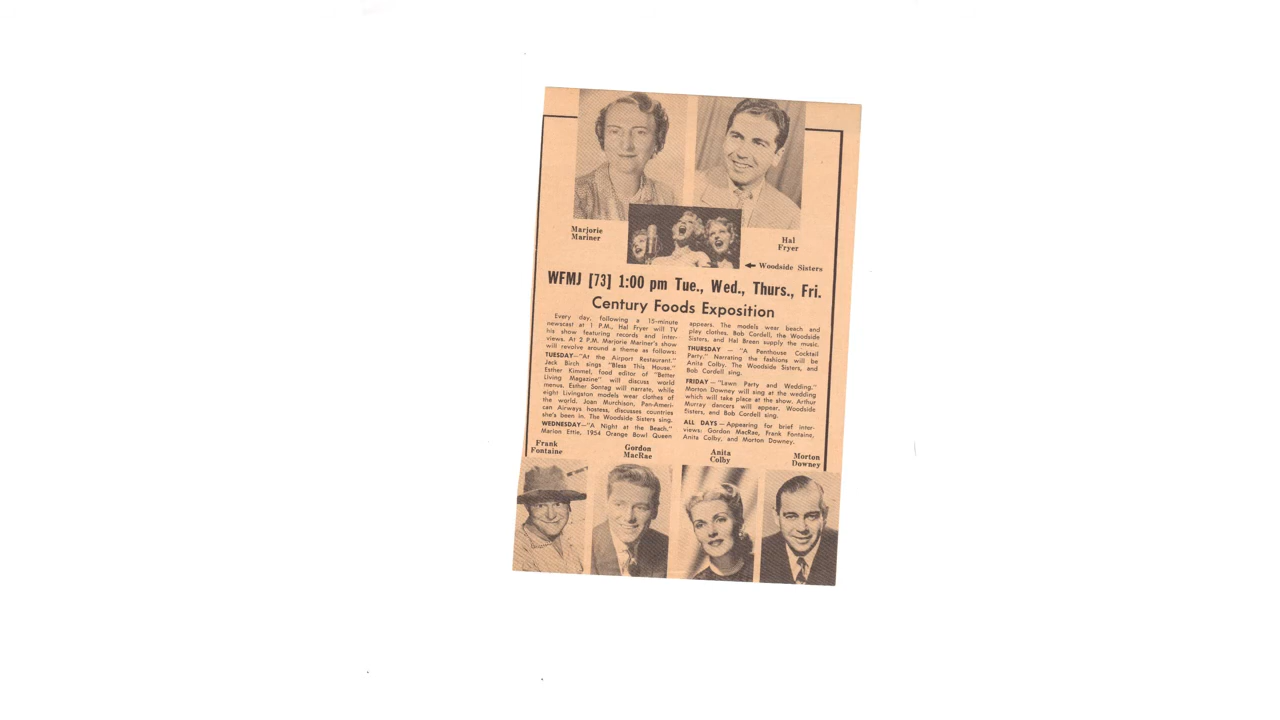 Marjorie
Mariner
Hal
Fryer
Woodside Sisters
WFMJ [73] 1:00 pm Tue., Wed., Thurs., Fri.
Century Foods Exposition
Every day, following a 15-minute
newscast at 1 P.M., Hal Fryer will TV
his show featuring records and inter-
views. At 2 P.M. Marjorie Mariner's show
will revolve around a theme as follows:
TUESDAY—"At the Airport Restaurant."
Jack Birch sings "Bless This House."
Esther Kimmel, food editor of "Better
Living Magazine" will discuss world
menus. Esther Sontag will narrate, while
eight Livingston models wear clothes of
the world. Joan Murchison, Pan-Ameri-
can Airways hostess, discusses countries
she's been in. The Woodside Sisters sing.
WEDNESDAY—"A Night at the Beach."
Marion Ettie, 1954 Orange Bowl Queen
appears. The models wear beach and
play clothes. Bob Cordell, the Woodside
Sisters, and Hal Breen supply the music.
THURSDAY — "A Penthouse Cocktail
Party." Narrating the fashions will be
Anita Colby. The Woodside Sisters, and
Bob Cordell sing.
FRIDAY — "Lawn Party and Wedding."
Morton Downey will sing at the wedding
which will take place at the show. Arthur
Murray dancers will appear. Woodside
Sisters, and Bob Cordell sing.
ALL DAYS — Appearing for brief inter-
views: Gordon MacRae, Frank Fontaine,
Anita Colby, and Morton Downey.
Frank
Fontaine
Gordon
MacRae
Anita
Colby
Morton
Downey